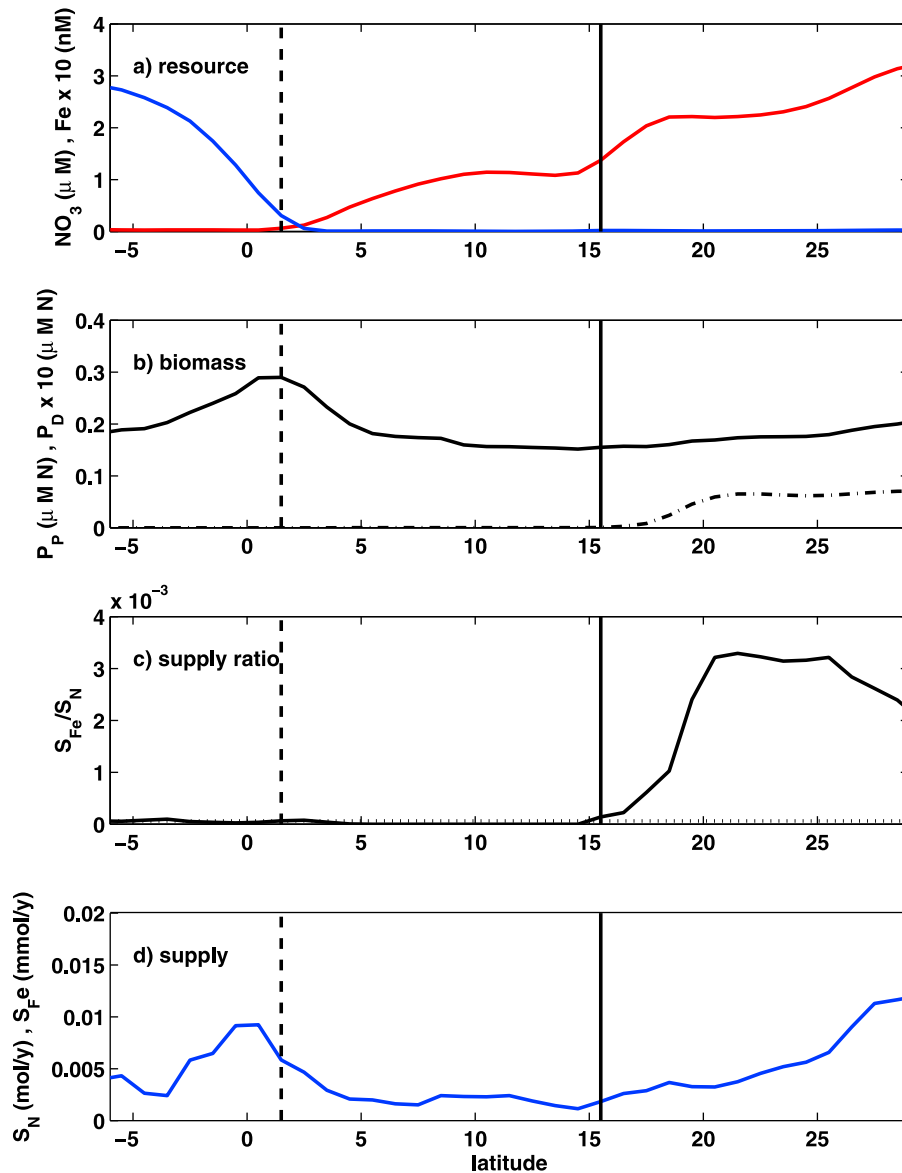 a) resource
NO3 (μ M) , Fe x 10 (nM)
4
3
2
1
0
−5 0 5 10 15 20 25
b) biomass
PP (μ M N) , PD x 10 (μ M N)
0.4
0.3
0.2
0.1
0
−5 0 5 10 15 20 25
x 10−3
c) supply ratio
SFe/SN
4
3
2
1
0
−5 0 5 10 15 20 25
d) supply
SN (mol/y) , SFe (mmol/y)
0.02
0.015
0.01
0.005
0
−5 0 5 10 15 20 25
latitude